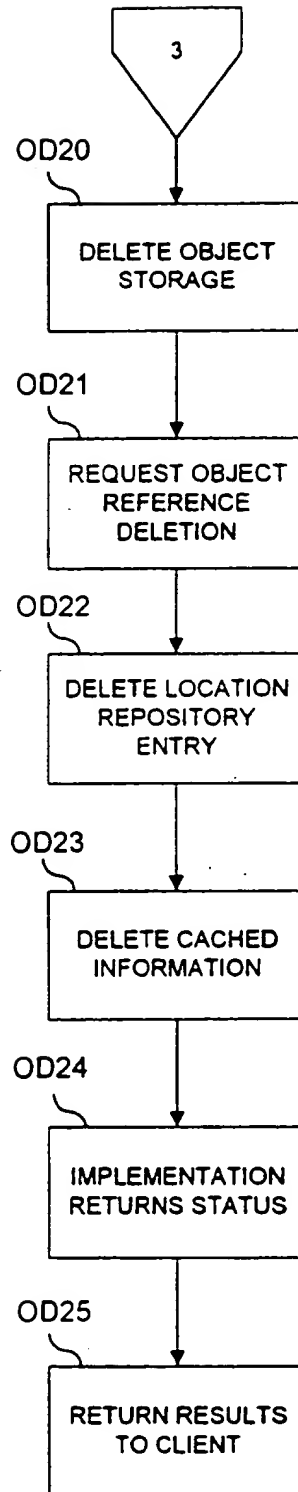 3
OD20
DELETE OBJECT
STORAGE
OD21
REQUEST OBJECT
REFERENCE
DELETION
OD22
DELETE LOCATION
REPOSITORY
ENTRY
OD23
DELETE CACHED
INFORMATION
OD24
IMPLEMENTATION
RETURNS STATUS
OD25
RETURN RESULTS
TO CLIENT